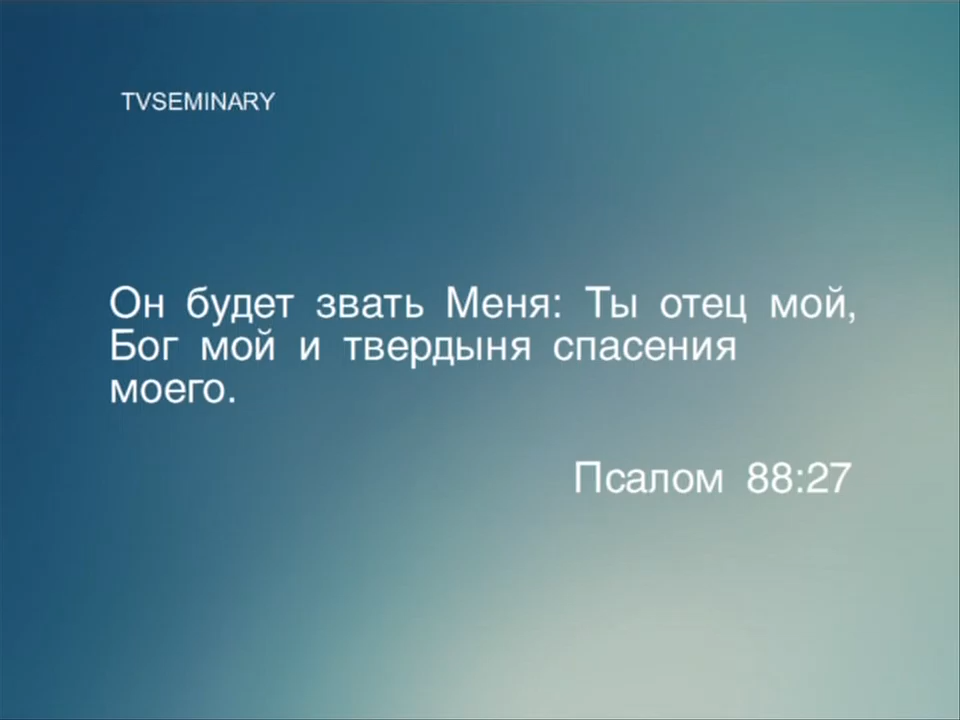 TVSEMINARY
Он будет звать Меня: Ты отец мой,
Бог мой и твердыня спасения
моего.
Псалом 88:27